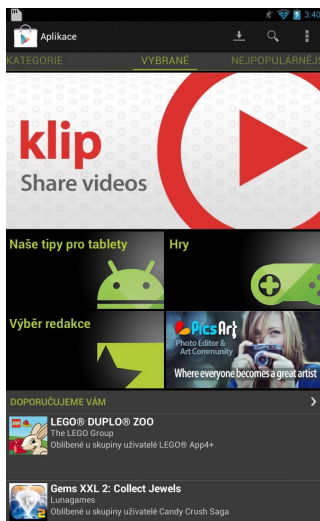 3:40
Aplikace
KATEGORIE VYBRANÉ NEJPOPULÁRNĚJŠ
klip
Share videos
Naše tipy pro tablety
Hry
Výběr redakce
PicsArt
Photo Editor &
Art Community
Where everyone becomes a great artist
DOPORUČUJEME VÁM
LEGO® DUPLO® ZOO
The LEGO Group
Oblíbené u skupiny uživatelé LEGO® App4+
Gems XXL 2: Collect Jewels
Lunagames
Oblíbené u skupiny uživatelé Candy Crush Saga